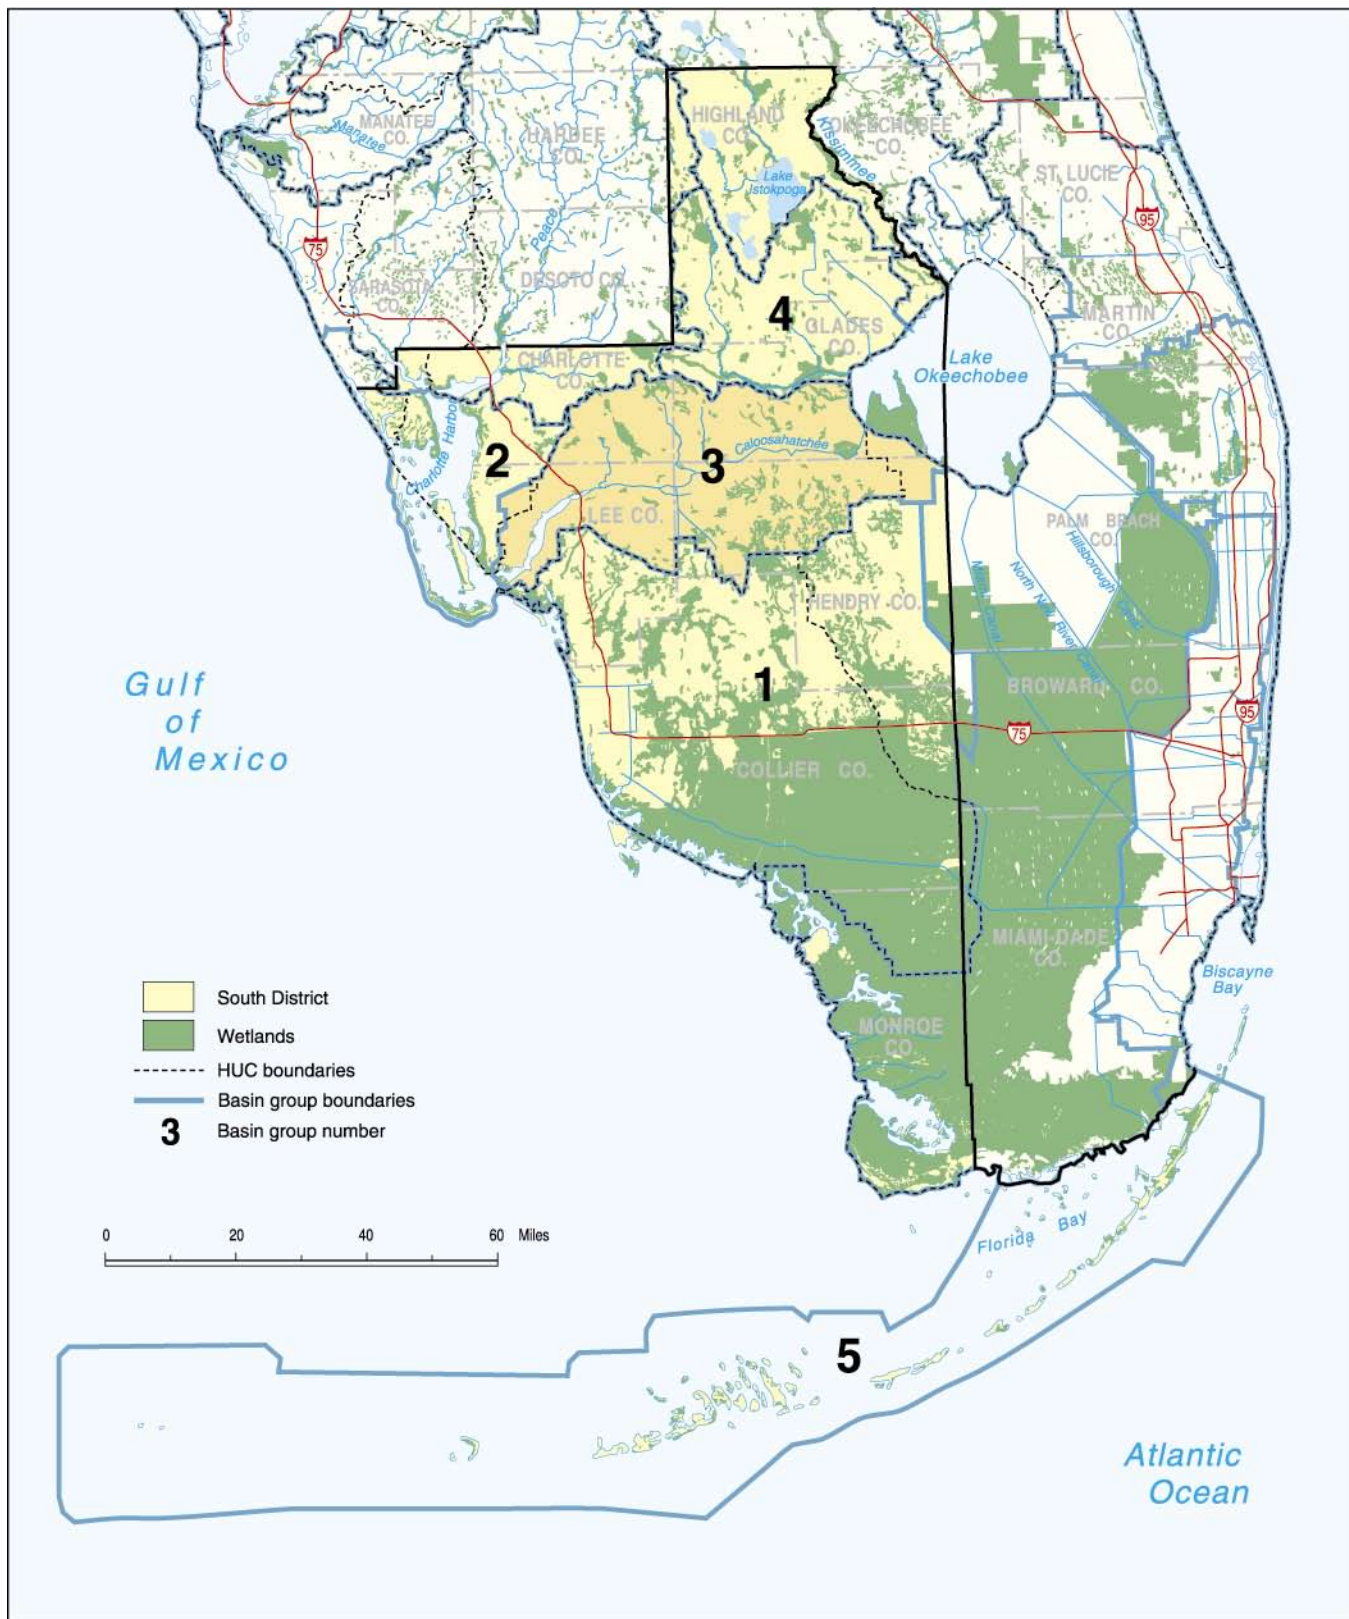 MANATEE
CO.
Manatee
HARDEE
CO.
HIGHLAND
CO.
Kissimmee
OKEECHOBEE
CO.
Lake
Istokpoga
ST. LUCIE
CO.
95
75
Peace
SARASOTA
CO.
DESOTO CO.
4
GLADES
CO.
MARTIN
CO.
CHARLOTTE
CO.
Lake
Okeechobee
Charlotte Harbor
2
3
Caloosahatchee
LEE CO.
PALM BEACH
CO.
Hillsborough Canal
North New River Canal
Miami Canal
HENDRY CO.
1
BROWARD CO.
75
95
Gulf
of
Mexico
COLLIER CO.
MIAMI-DADE
CO.
Biscayne
Bay
MONROE
CO.
South District
Wetlands
HUC boundaries
Basin group boundaries
3 Basin group number
0 20 40 60 Miles
Florida Bay
5
Atlantic
Ocean